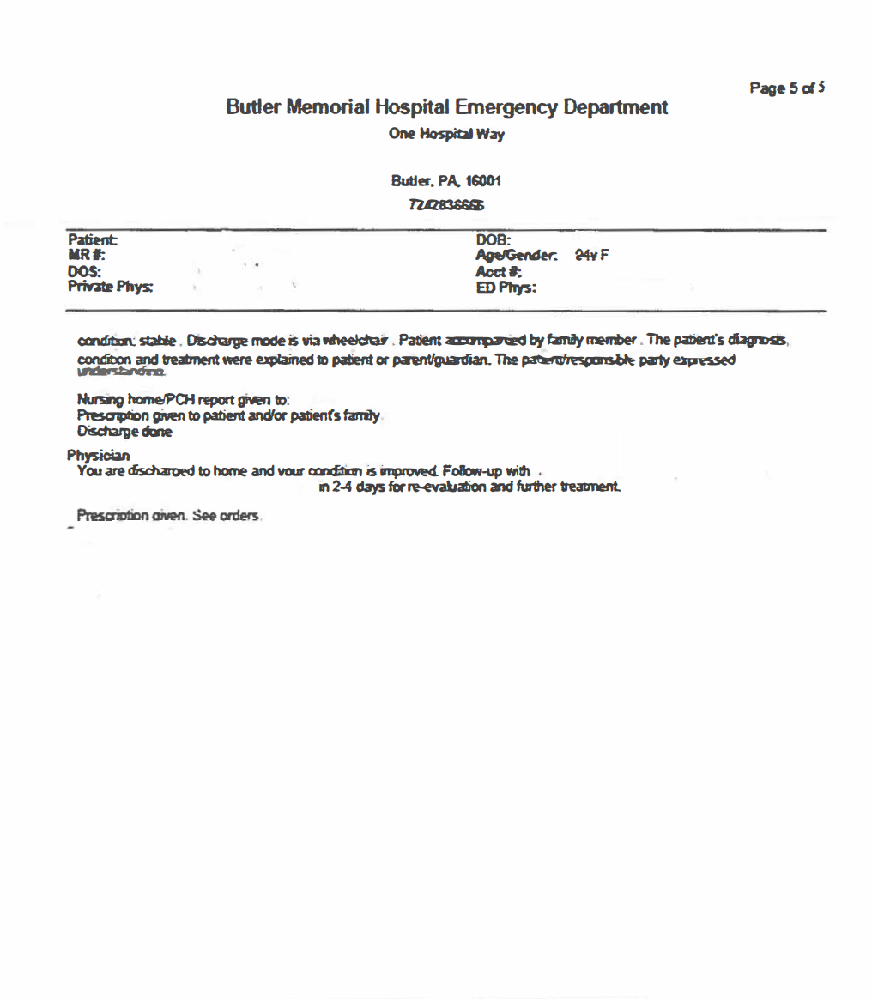 Page 5 of 5
Butler Memorial Hospital Emergency Department
One Hospital Way
Butler, PA, 16001
7242836666
Patient:
DOB:
MR #:
Age/Gender: 24y F
DOS:
Acct #:
Private Phys:
ED Phys:
condition: stable . Discharge mode is via wheelchair . Patient accompanied by family member . The patient's diagnosis,
condition and treatment were explained to patient or parent/guardian. The patient/responsible party expressed
understanding.
Nursing home/PCH report given to:
Prescription given to patient and/or patient's family.
Discharge done
Physician
You are discharged to home and your condition is improved. Follow-up with .
in 2-4 days for re-evaluation and further treatment.
Prescription given. See orders.